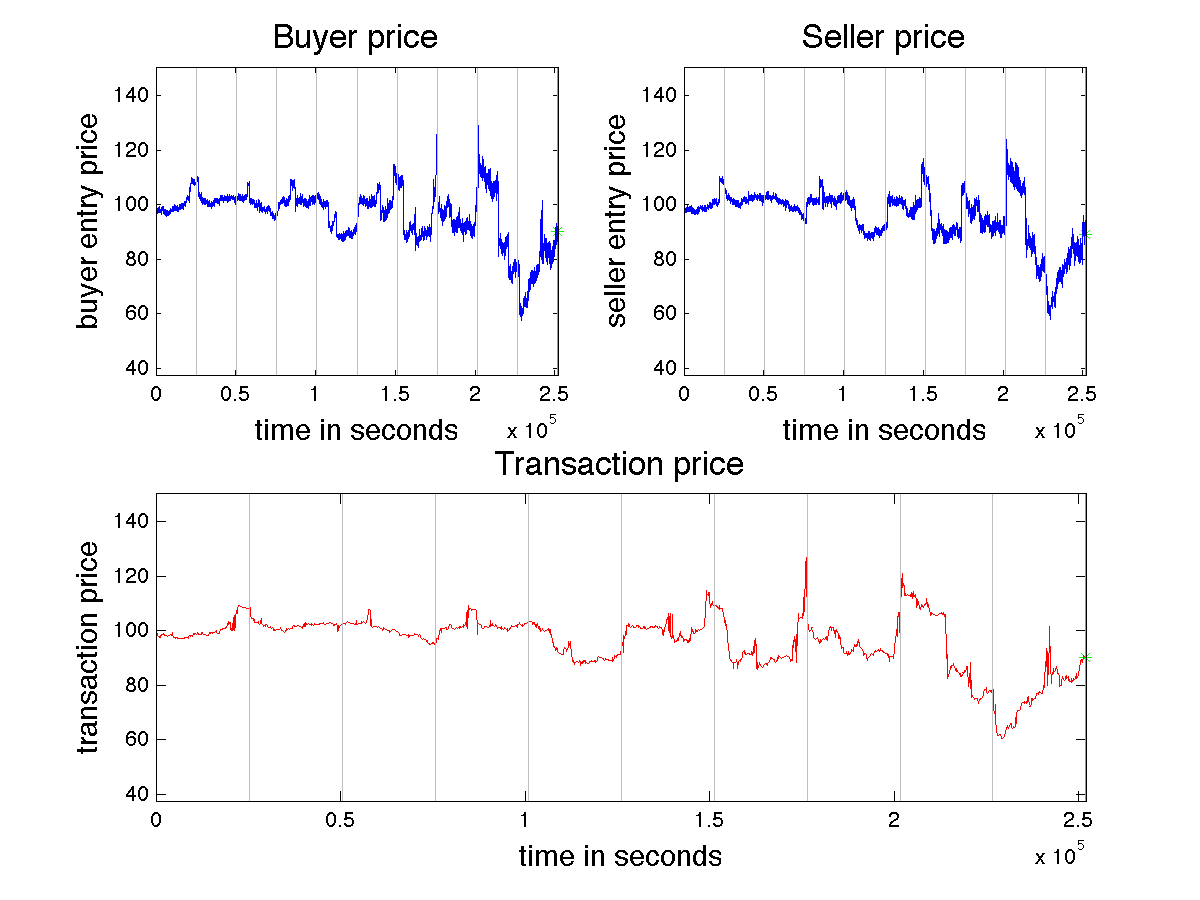 Buyer price
buyer entry price
140
120
100
80
60
40
0 0.5 1 1.5 2 2.5
time in seconds
x 10^5
Seller price
seller entry price
140
120
100
80
60
40
0 0.5 1 1.5 2 2.5
time in seconds
x 10^5
Transaction price
transaction price
140
120
100
80
60
40
0 0.5 1 1.5 2 2.5
time in seconds
x 10^5